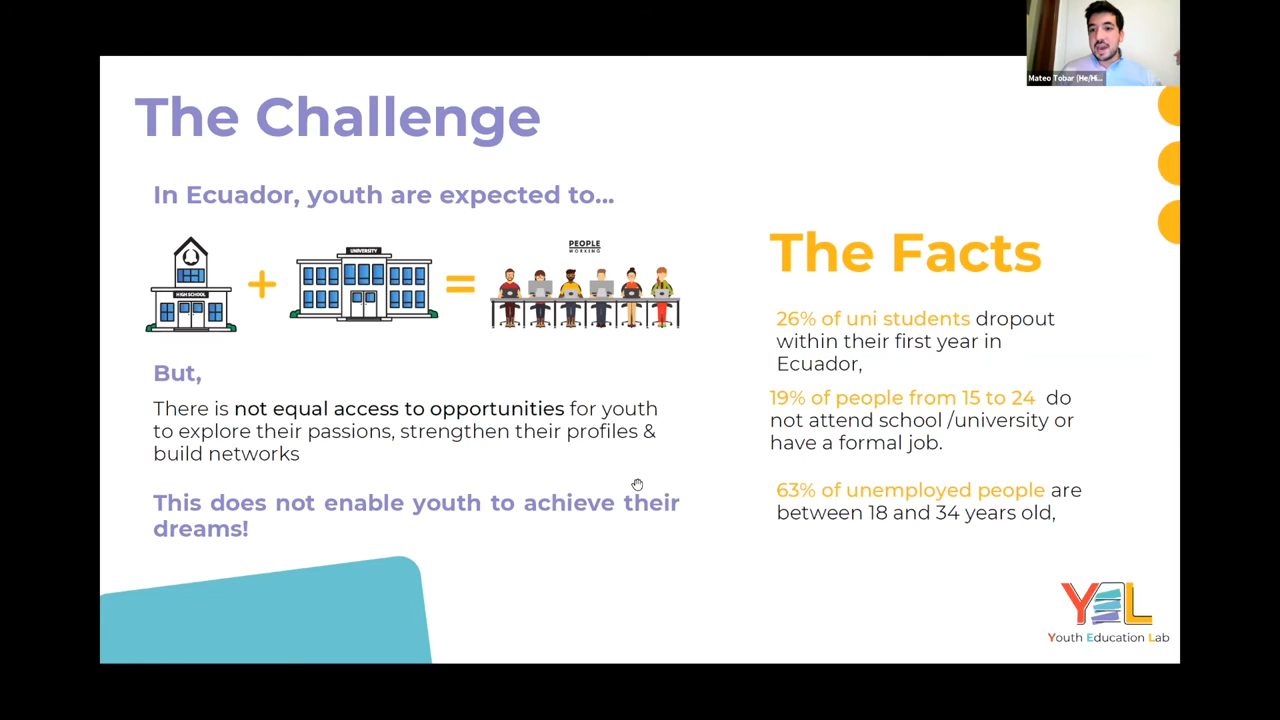 Mateo Tobar (He/Hi...
The Challenge
In Ecuador, youth are expected to...
HIGH SCHOOL
UNIVERSITY
PEOPLE
WORKING
But,
There is not equal access to opportunities for youth
to explore their passions, strengthen their profiles &
build networks
This does not enable youth to achieve their
dreams!
The Facts
26% of uni students dropout
within their first year in
Ecuador,
19% of people from 15 to 24 do
not attend school /university or
have a formal job.
63% of unemployed people are
between 18 and 34 years old,
YEL
Youth Education Lab